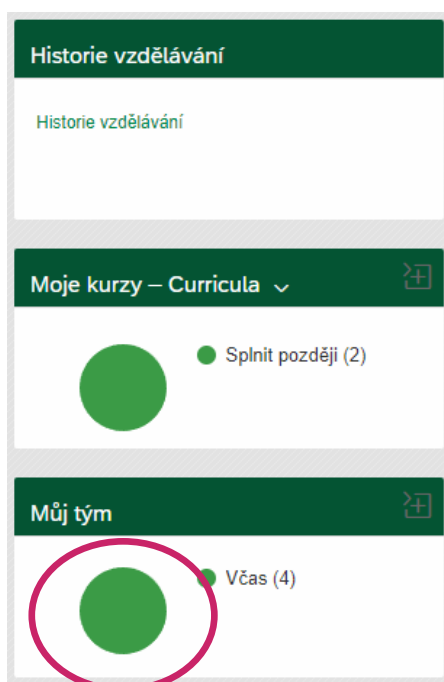 Historie vzdělávání
Historie vzdělávání
Moje kurzy – Curricula
Splnit později (2)
Můj tým
Včas (4)